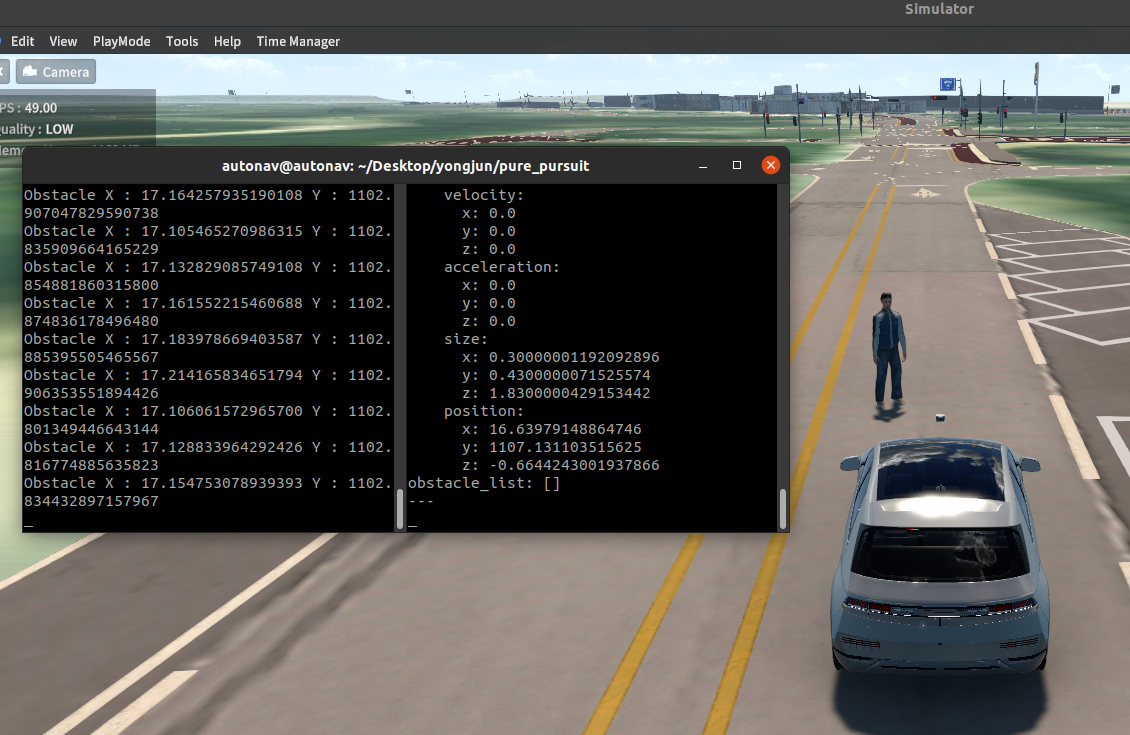 Simulator
Edit View PlayMode Tools Help Time Manager
Camera
PS : 49.00
uality : LOW
autonav@autonav: ~/Desktop/yongjun/pure_pursuit
Obstacle X : 17.164257935190108 Y : 1102.
907047829590738
Obstacle X : 17.105465270986315 Y : 1102.
835909664165229
Obstacle X : 17.132829085749108 Y : 1102.
854881860315800
Obstacle X : 17.161552215460688 Y : 1102.
874836178496480
Obstacle X : 17.183978669403587 Y : 1102.
885395505465567
Obstacle X : 17.214165834651794 Y : 1102.
906353551894426
Obstacle X : 17.106061572965700 Y : 1102.
801349446643144
Obstacle X : 17.128833964292426 Y : 1102.
816774885635823
Obstacle X : 17.154753078939393 Y : 1102.
834432897157967
velocity:
x: 0.0
y: 0.0
z: 0.0
acceleration:
x: 0.0
y: 0.0
z: 0.0
size:
x: 0.30000001192092896
y: 0.4300000071525574
z: 1.8300000429153442
position:
x: 16.63979148864746
y: 1107.131103515625
z: -0.6644243001937866
obstacle_list: []
---